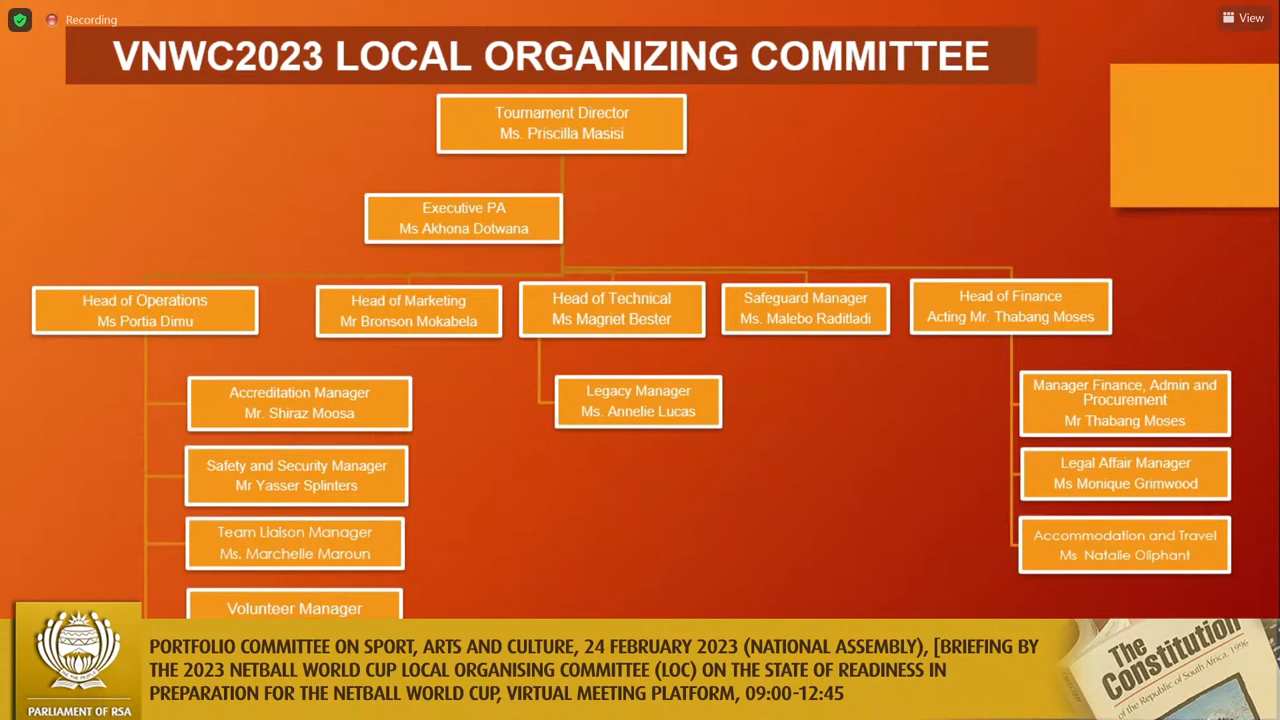 Recording
View
VNWC2023 LOCAL ORGANIZING COMMITTEE
Tournament Director
Ms. Priscilla Masisi
Executive PA
Ms Akhona Dotwana
Head of Operations
Ms Portia Dimu
Head of Marketing
Mr Bronson Mokabela
Head of Technical
Ms Magriet Bester
Safeguard Manager
Ms. Malebo Raditladi
Head of Finance
Acting Mr. Thabang Moses
Accreditation Manager
Mr. Shiraz Moosa
Safety and Security Manager
Mr Yasser Splinters
Team Liaison Manager
Ms. Marchelle Maroun
Volunteer Manager
Legacy Manager
Ms. Annelie Lucas
Manager Finance, Admin and
Procurement
Mr Thabang Moses
Legal Affair Manager
Ms Monique Grimwood
Accommodation and Travel
Ms Natalie Oliphant
PARLIAMENT OF RSA
PORTFOLIO COMMITTEE ON SPORT, ARTS AND CULTURE, 24 FEBRUARY 2023 (NATIONAL ASSEMBLY), [BRIEFING BY
THE 2023 NETBALL WORLD CUP LOCAL ORGANISING COMMITTEE (LOC) ON THE STATE OF READINESS IN
PREPARATION FOR THE NETBALL WORLD CUP, VIRTUAL MEETING PLATFORM, 09:00-12:45
The
Constitution
of the Republic of South Africa, 1996